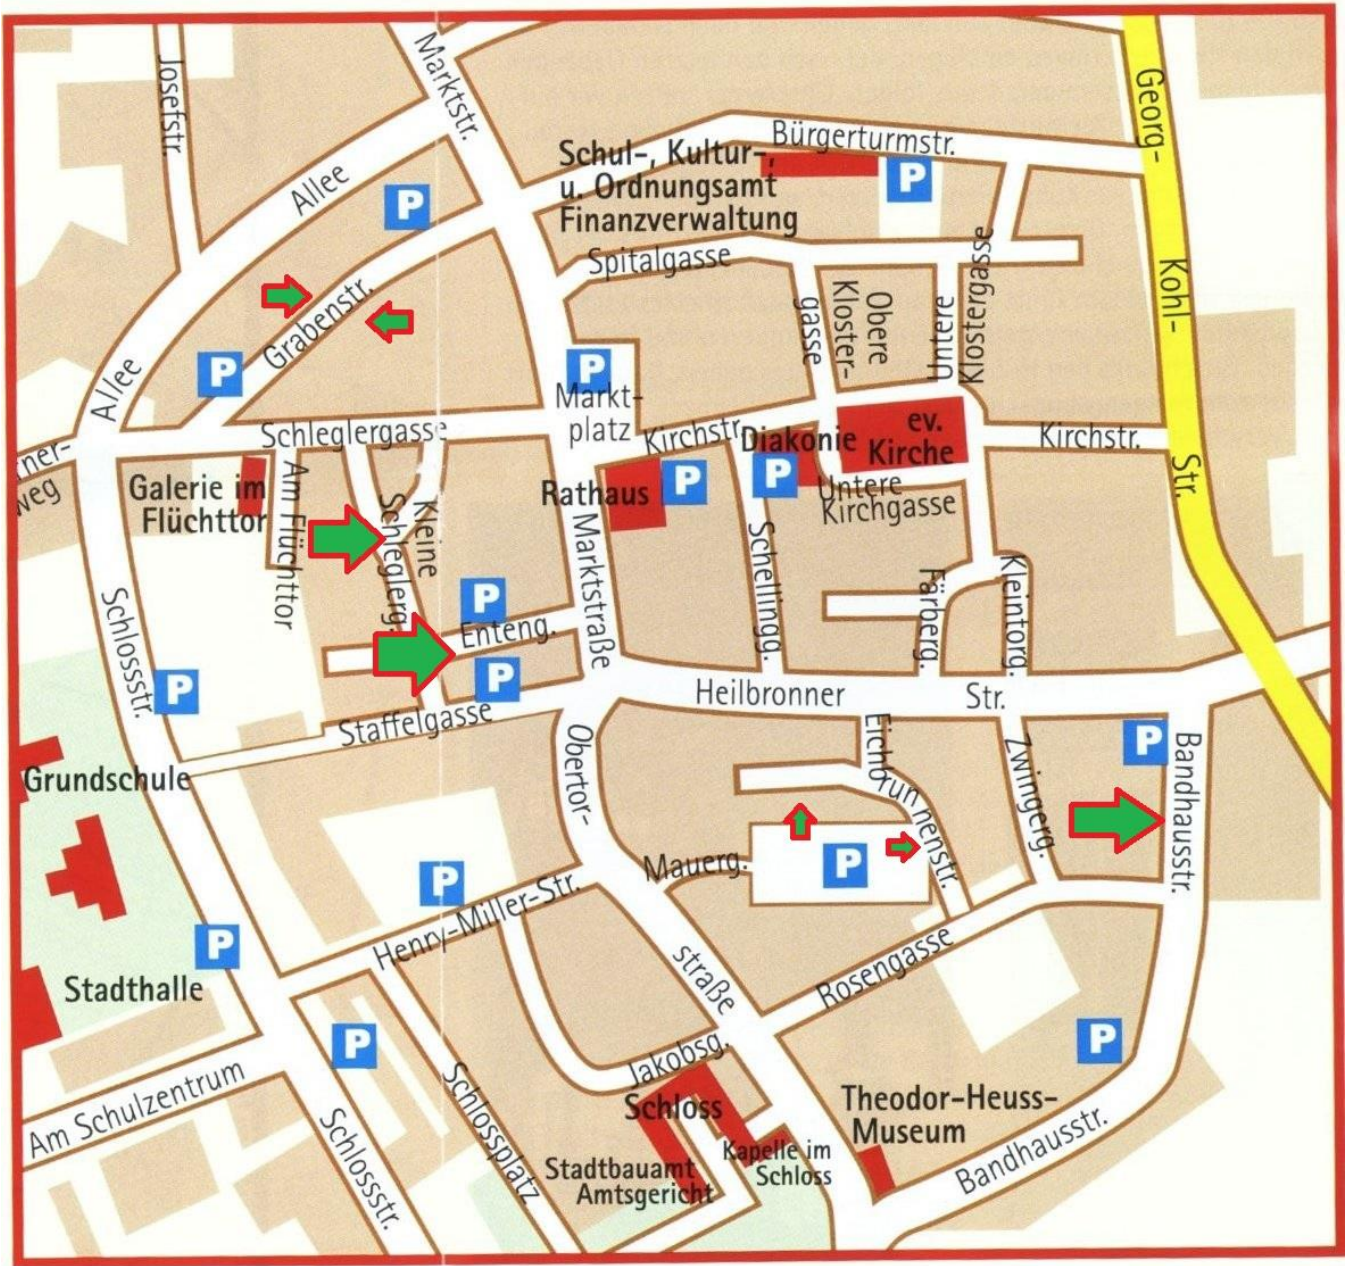 Josefstr.
Marktstr.
Georg-
Kohl-
Str.
Bürgerturmstr.
Schul-, Kultur-,
u. Ordnungsamt
Finanzverwaltung
P
P
Allee
Spitalgasse
Grabenstr.
gasse
Obere
Kloster-
Untere
Klostergasse
P
P
Allee
Markt-
platz
Schleglergasse
Kirchstr.
Diakonie
ev.
Kirche
Kirchstr.
ner-
weg
Galerie im
Flüchttor
Am Flüchttor
Schleglerg.
Kleine
Rathaus
P
P
Untere
Kirchgasse
Marktstraße
Schellingg.
Färberg.
Kleintorg.
Schlossstr.
P
Enteng.
P
P
Staffelgasse
Heilbronner
Str.
Grundschule
Obertor-
straße
Eichbrunnenstr.
Zwingerg.
P
Bandhausstr.
Mauerg.
P
P
Henry-Miller-Str.
P
Stadthalle
Rosengasse
P
P
Am Schulzentrum
Schlossstr.
Schlossplatz
Jakobsg.
Schloss
Stadtbauamt
Amtsgericht
Kapelle im
Schloss
Theodor-Heuss-
Museum
Bandhausstr.